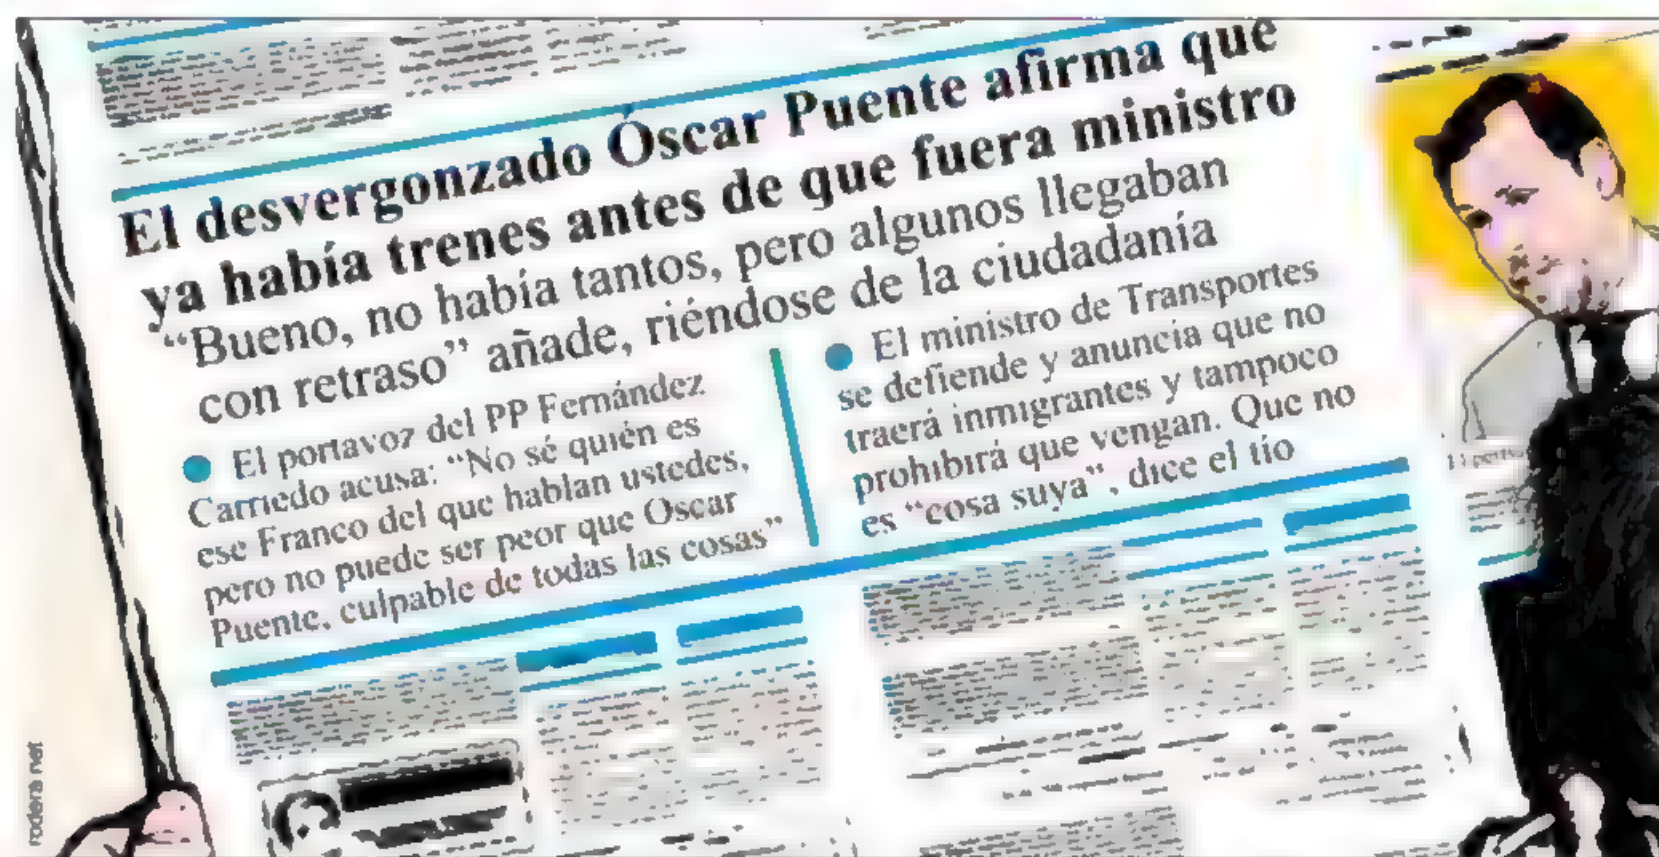 El desvergonzado Óscar Puente afirma que
ya había trenes antes de que fuera ministro
“Bueno, no había tantos, pero algunos llegaban
con retraso” añade, riéndose de la ciudadanía
● El portavoz del PP Fernández
Carriedo acusa: “No sé quién es
ese Franco del que hablan ustedes,
pero no puede ser peor que Oscar
Puente, culpable de todas las cosas”
● El ministro de Transportes
se defiende y anuncia que no
traerá inmigrantes y tampoco
prohibirá que vengan. Que no
es “cosa suya”, dice el tío
rodera net